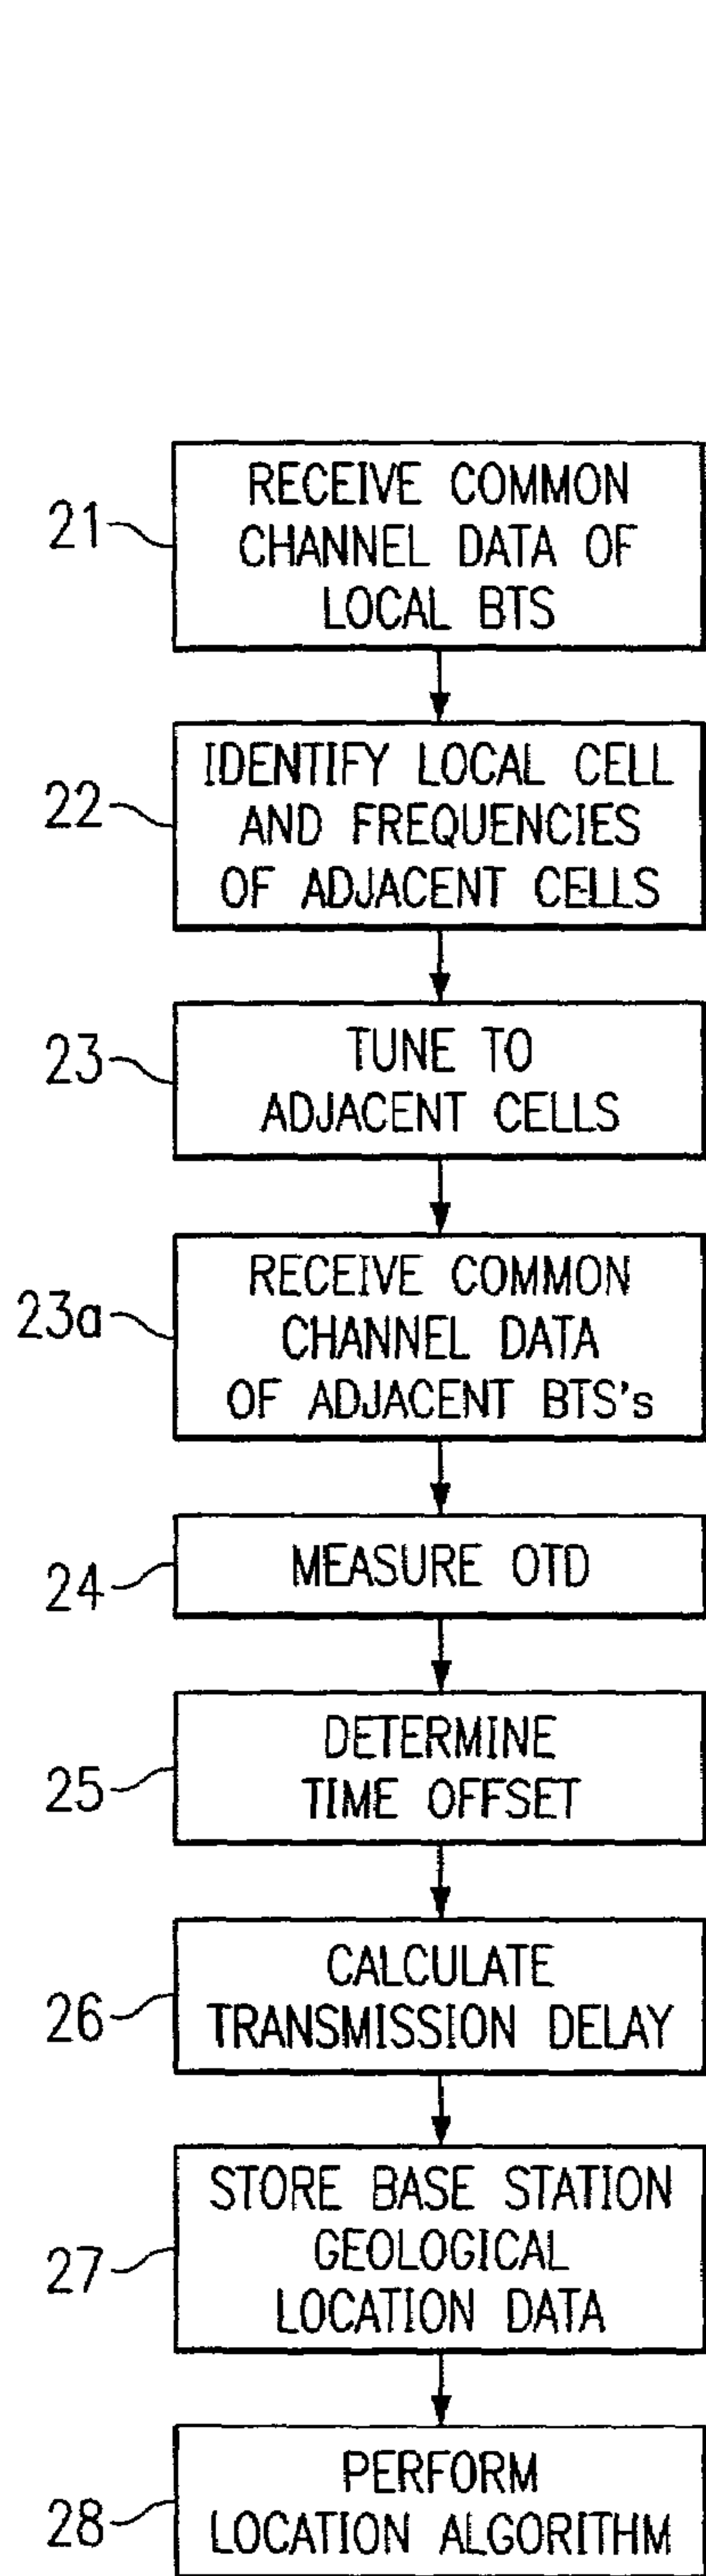 21
RECEIVE COMMON
CHANNEL DATA OF
LOCAL BTS
22
IDENTIFY LOCAL CELL
AND FREQUENCIES
OF ADJACENT CELLS
23
TUNE TO
ADJACENT CELLS
23a
RECEIVE COMMON
CHANNEL DATA
OF ADJACENT BTS's
24
MEASURE OTD
25
DETERMINE
TIME OFFSET
26
CALCULATE
TRANSMISSION DELAY
27
STORE BASE STATION
GEOLOGICAL
LOCATION DATA
28
PERFORM
LOCATION ALGORITHM